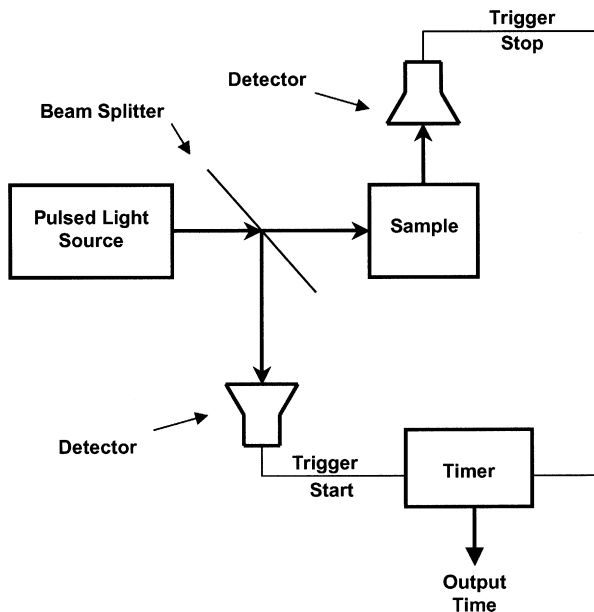 Trigger
Stop
Detector
Beam Splitter
Pulsed Light
Source
Sample
Detector
Trigger
Start
Timer
Output
Time